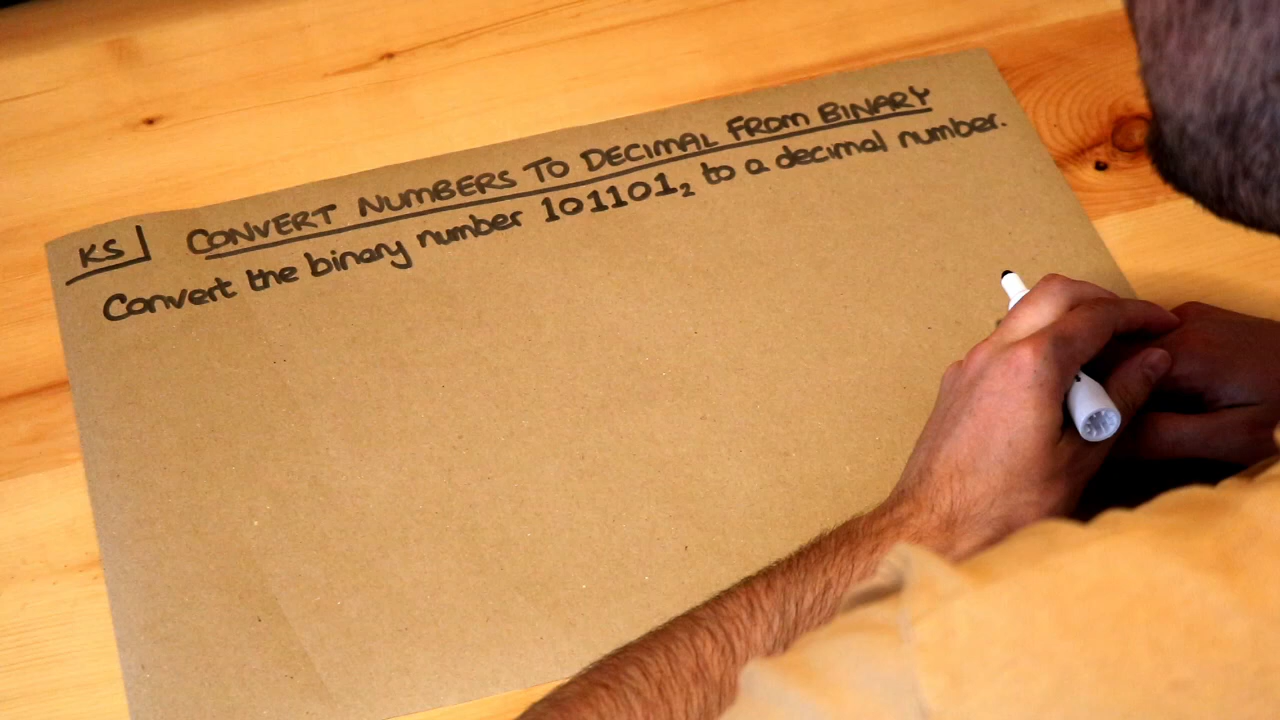 KS CONVERT NUMBERS TO DECIMAL FROM BINARY
Convert the binary number 101101₂ to a decimal number.